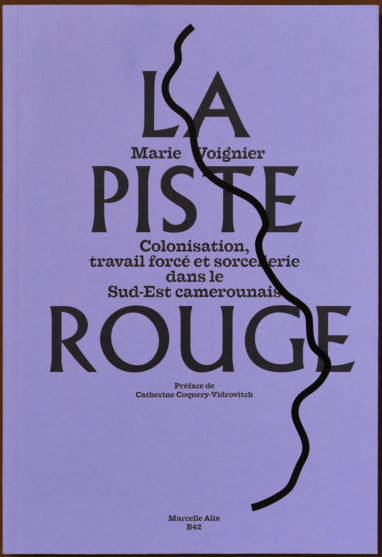 LA
Marie Voignier
PISTE
Colonisation,
travail forcé et sorcellerie
dans le
Sud-Est camerounais
ROUGE
Préface de
Catherine Coquery-Vidrovitch
Marcelle Alix
B42